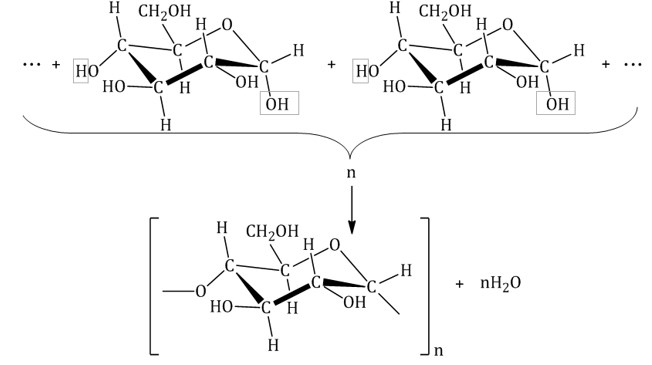 H CH₂OH H O H CH₂OH H O
C C H C C H
··· + HO C C + HO C C + ···
HO C H OH HO C H OH
H OH H OH
n
H CH₂OH H O
C C H
O C C + nH₂O
HO C H OH
H n